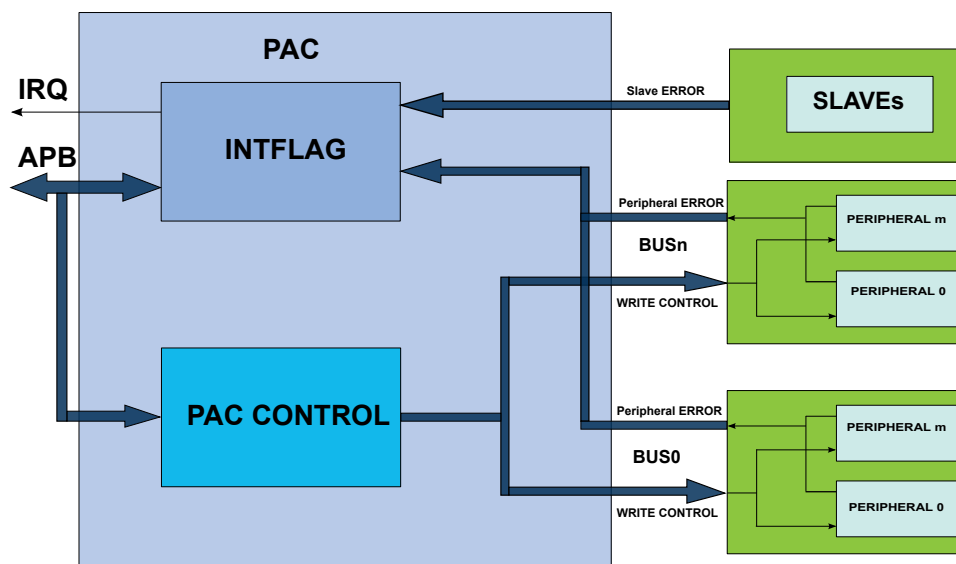 PAC
IRQ
Slave ERROR
SLAVEs
INTFLAG
APB
Peripheral ERROR
PERIPHERAL m
BUSn
PERIPHERAL 0
WRITE CONTROL
PAC CONTROL
Peripheral ERROR
PERIPHERAL m
BUS0
PERIPHERAL 0
WRITE CONTROL